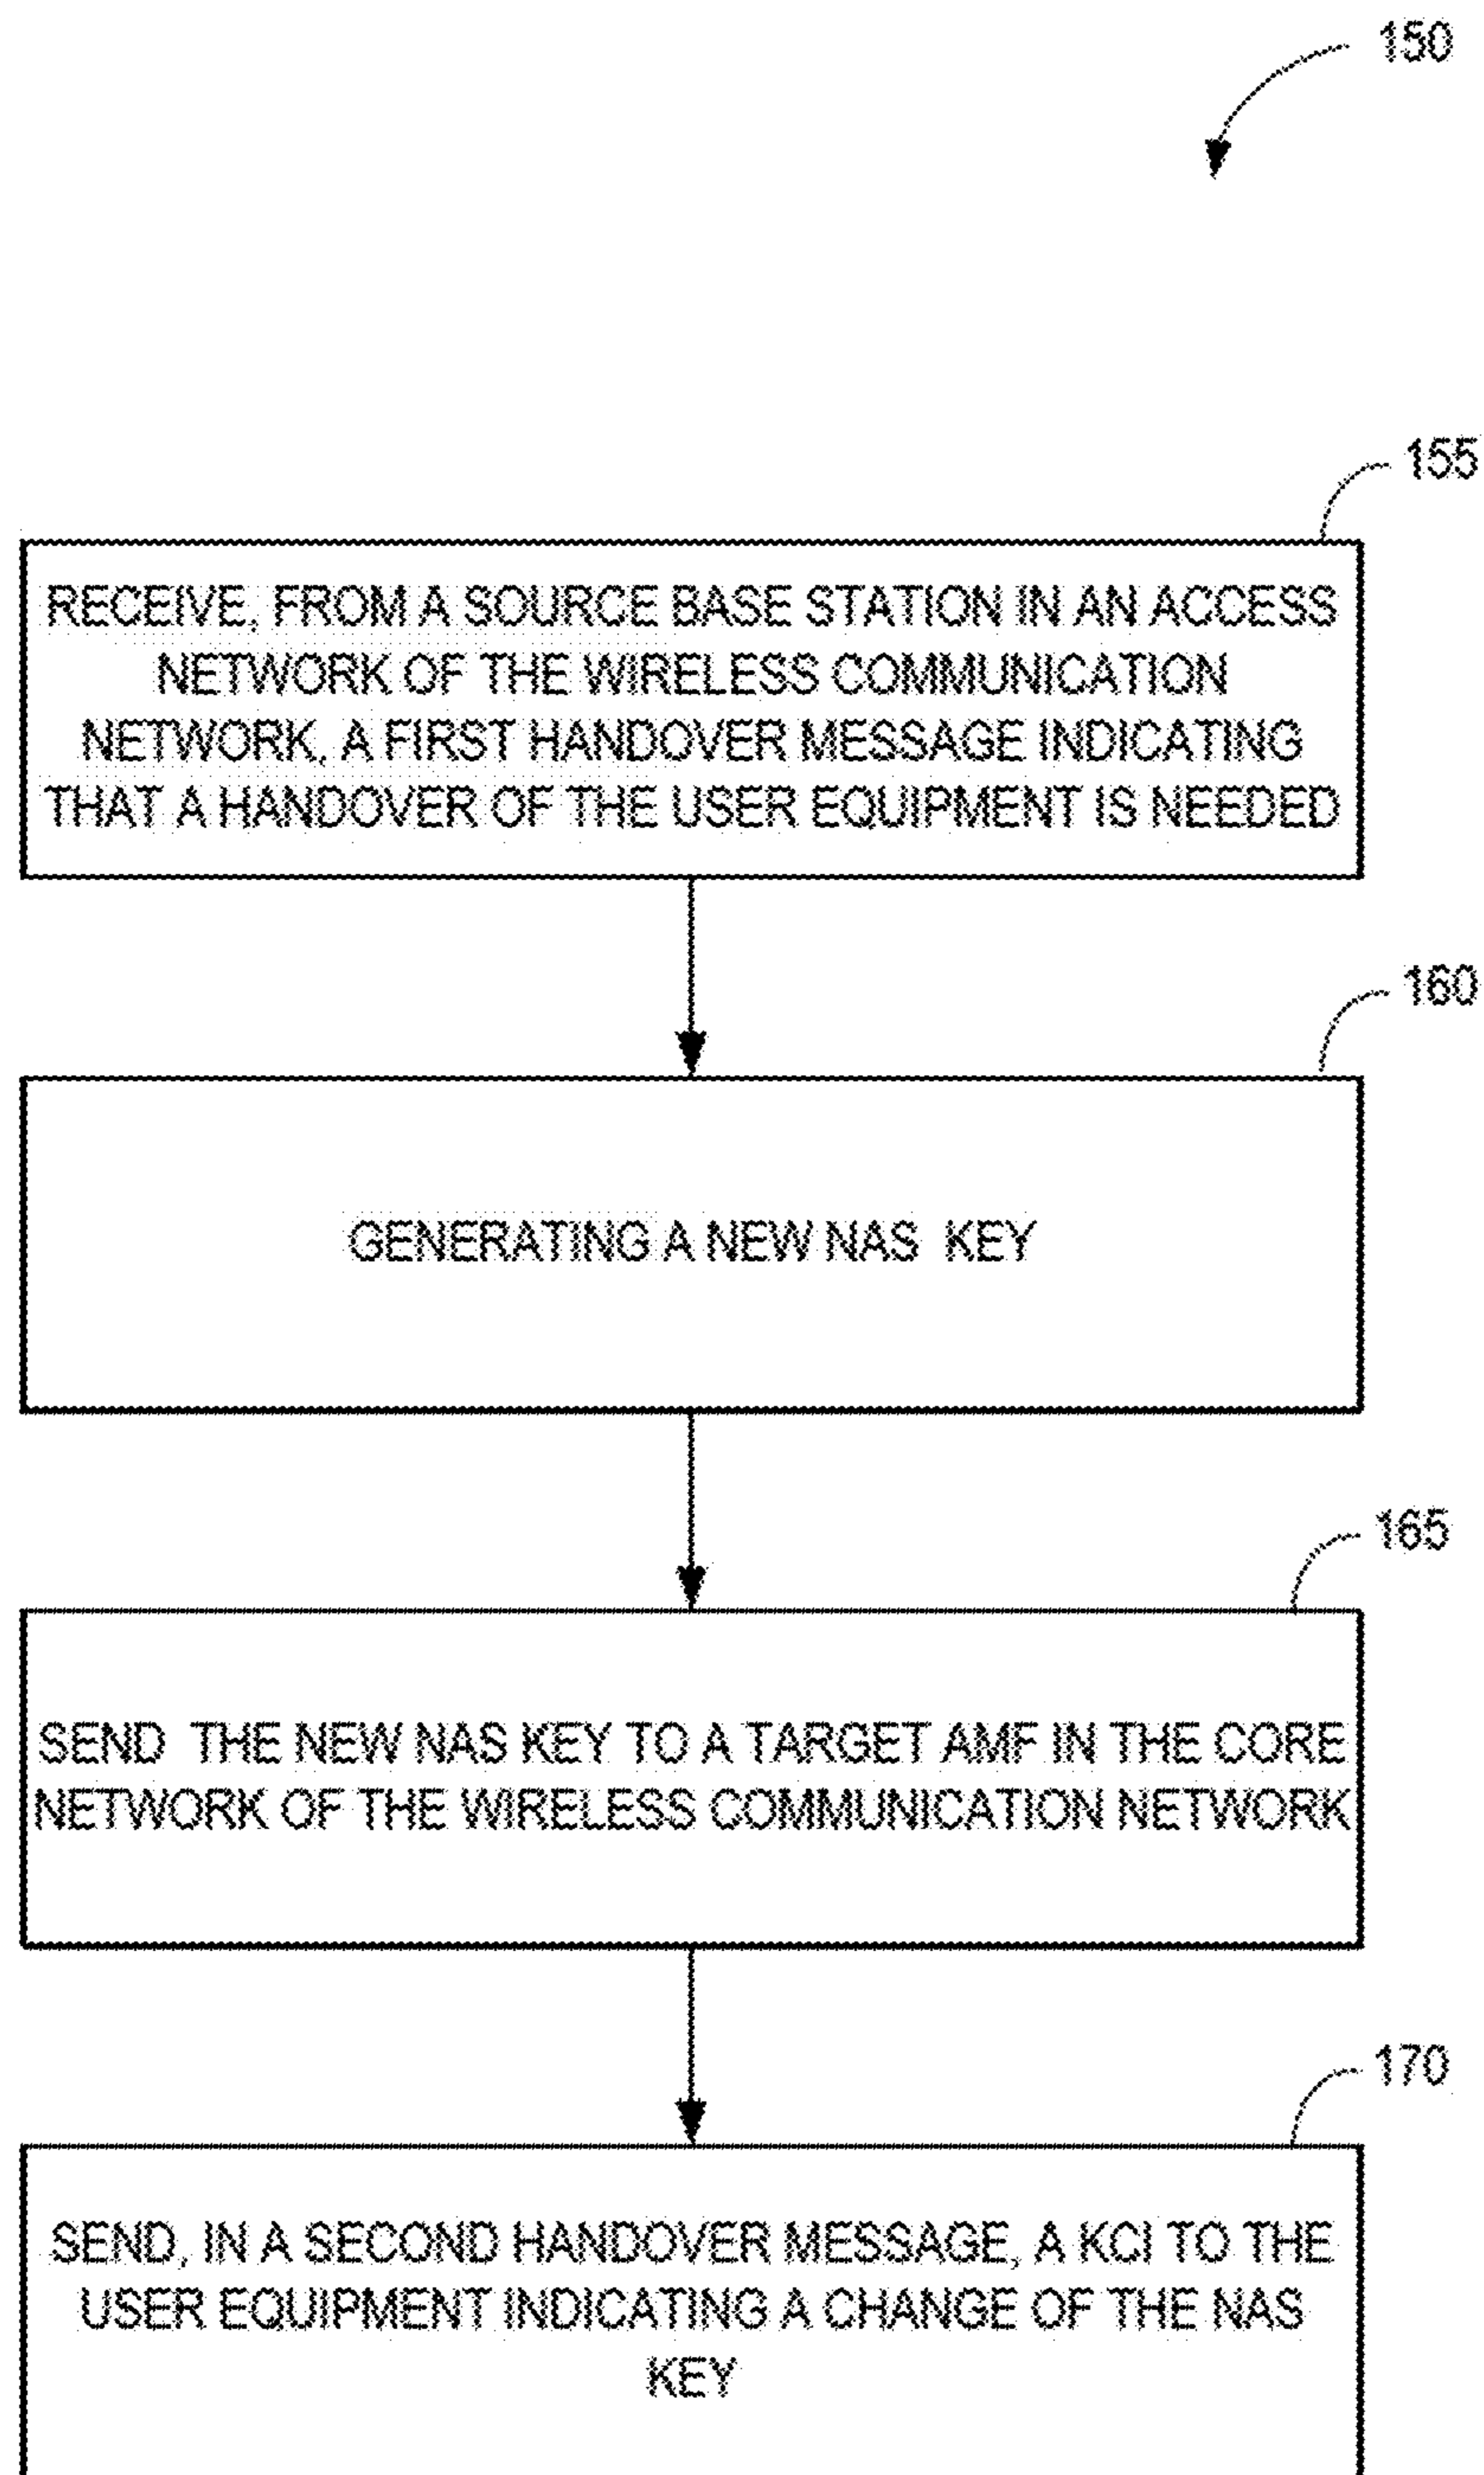 150
155
RECEIVE, FROM A SOURCE BASE STATION IN AN ACCESS
NETWORK OF THE WIRELESS COMMUNICATION
NETWORK, A FIRST HANDOVER MESSAGE INDICATING
THAT A HANDOVER OF THE USER EQUIPMENT IS NEEDED
160
GENERATING A NEW NAS KEY
165
SEND THE NEW NAS KEY TO A TARGET AMF IN THE CORE
NETWORK OF THE WIRELESS COMMUNICATION NETWORK
170
SEND, IN A SECOND HANDOVER MESSAGE, A KCI TO THE
USER EQUIPMENT INDICATING A CHANGE OF THE NAS
KEY